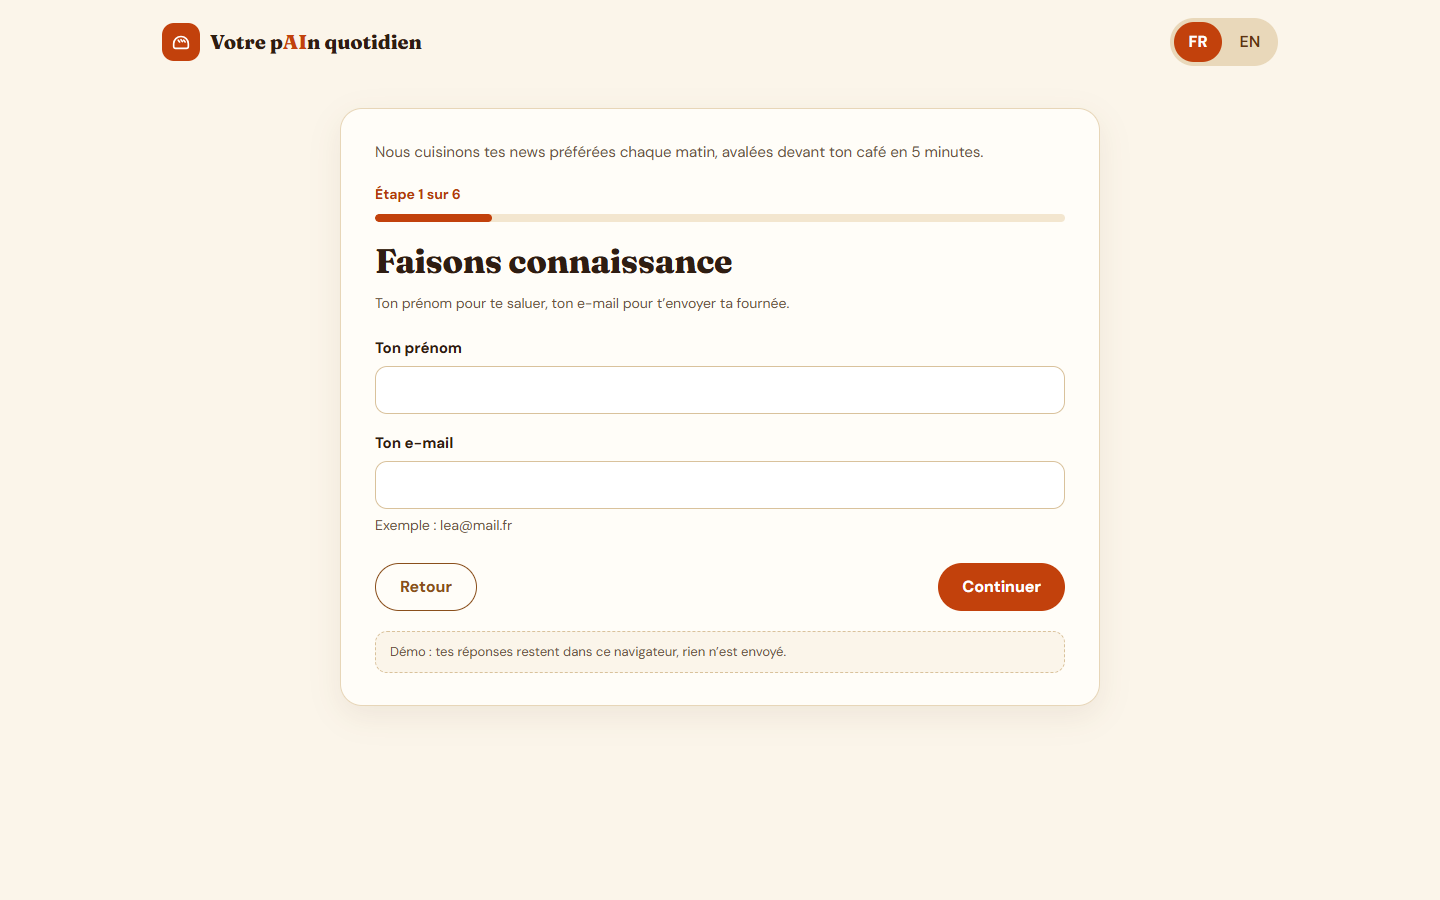 Votre pAIn quotidien
FR EN
Nous cuisinons tes news préférées chaque matin, avalées devant ton café en 5 minutes.
Étape 1 sur 6
Faisons connaissance
Ton prénom pour te saluer, ton e-mail pour t’envoyer ta fournée.
Ton prénom
Ton e-mail
Exemple : lea@mail.fr
Retour Continuer
Démo : tes réponses restent dans ce navigateur, rien n’est envoyé.